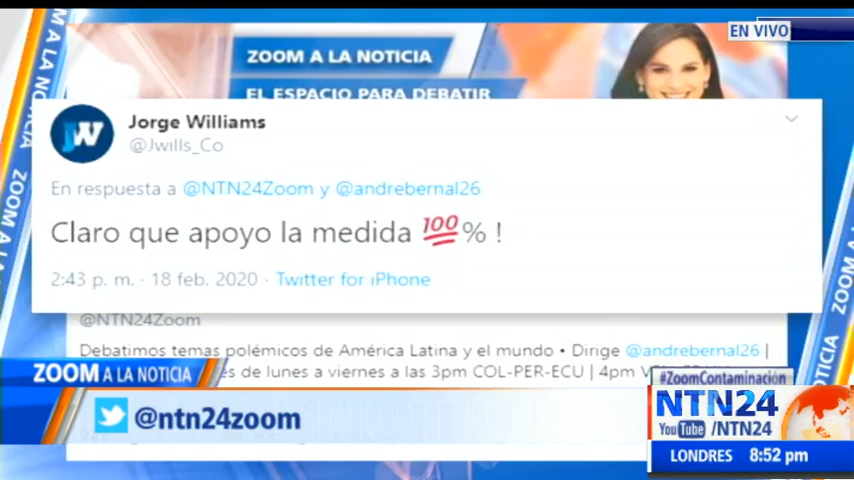 EN VIVO
ZOOM A LA NOTICIA
EL ESPACIO PARA DEBATIR
ZOOM A LA NOTICIA
JW
Jorge Williams
@Jwills_Co
En respuesta a @NTN24Zoom y @andrebernal26
Claro que apoyo la medida 💯% !
2:43 p. m. · 18 feb. 2020 · Twitter for iPhone
@NTN24Zoom
Debatimos temas polémicos de América Latina y el mundo • Dirige @andrebernal26 |
de lunes a viernes a las 3pm COL-PER-ECU | 4pm
ZOOM A LA NOTICIA
@ntn24zoom
#ZoomContaminación
NTN24
YouTube /NTN24
LONDRES 8:52 pm
ZOOM A LA